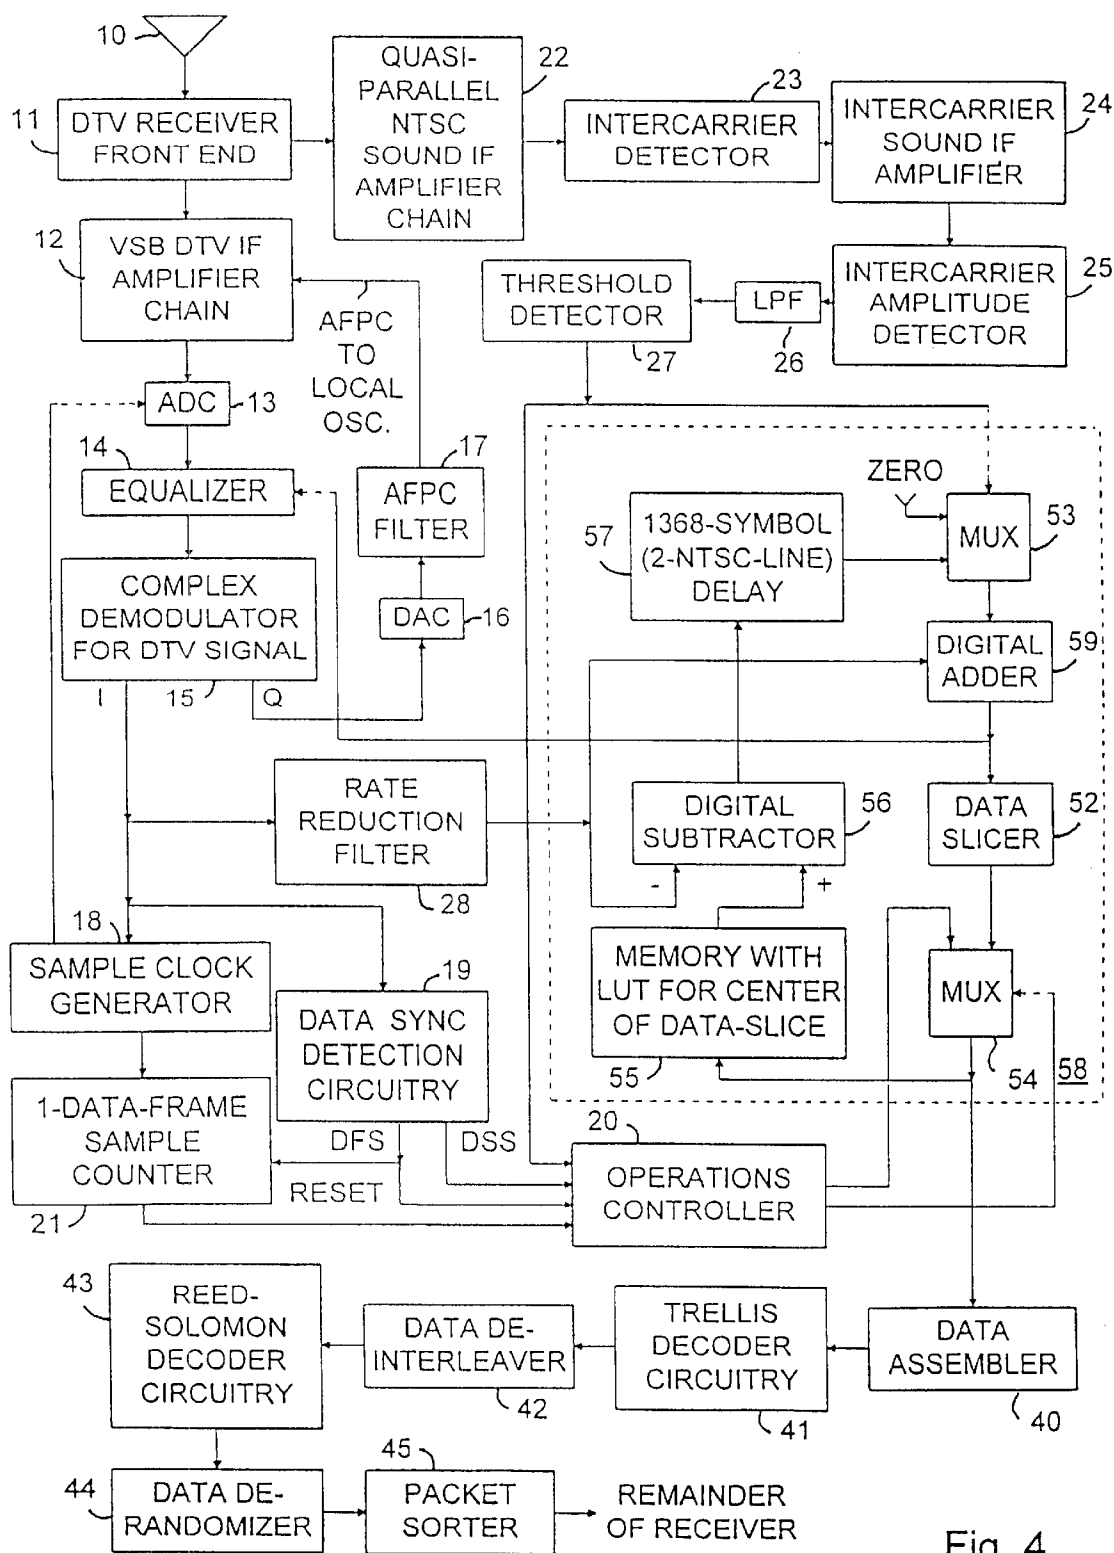 10
11
DTV RECEIVER
FRONT END
QUASI-
PARALLEL
NTSC
SOUND IF
AMPLIFIER
CHAIN
22
INTERCARRIER
DETECTOR
23
INTERCARRIER
SOUND IF
AMPLIFIER
24
12
VSB DTV IF
AMPLIFIER
CHAIN
AFPC
TO
LOCAL
OSC.
THRESHOLD
DETECTOR
27
LPF
26
INTERCARRIER
AMPLITUDE
DETECTOR
25
ADC
13
14
EQUALIZER
17
AFPC
FILTER
57
1368-SYMBOL
(2-NTSC-LINE)
DELAY
ZERO
MUX
53
COMPLEX
DEMODULATOR
FOR DTV SIGNAL
I
15
Q
DAC
16
DIGITAL
ADDER
59
RATE
REDUCTION
FILTER
28
DIGITAL
SUBTRACTOR
56
-
+
DATA
SLICER
52
18
SAMPLE CLOCK
GENERATOR
19
DATA SYNC
DETECTION
CIRCUITRY
MEMORY WITH
LUT FOR CENTER
OF DATA-SLICE
55
MUX
54
58
1-DATA-FRAME
SAMPLE
COUNTER
21
DFS
DSS
RESET
20
OPERATIONS
CONTROLLER
43
REED-
SOLOMON
DECODER
CIRCUITRY
DATA DE-
INTERLEAVER
42
TRELLIS
DECODER
CIRCUITRY
41
DATA
ASSEMBLER
40
44
DATA DE-
RANDOMIZER
45
PACKET
SORTER
REMAINDER
OF RECEIVER
Fig. 4